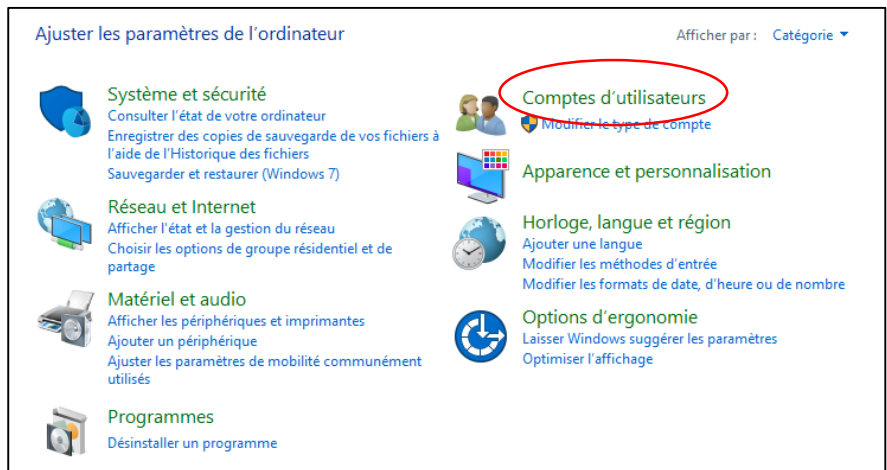 Ajuster les paramètres de l'ordinateur
Afficher par : Catégorie
Système et sécurité
Consulter l'état de votre ordinateur
Enregistrer des copies de sauvegarde de vos fichiers à
l'aide de l'Historique des fichiers
Sauvegarder et restaurer (Windows 7)
Réseau et Internet
Afficher l'état et la gestion du réseau
Choisir les options de groupe résidentiel et de
partage
Matériel et audio
Afficher les périphériques et imprimantes
Ajouter un périphérique
Ajuster les paramètres de mobilité communément
utilisés
Programmes
Désinstaller un programme
Comptes d'utilisateurs
Modifier le type de compte
Apparence et personnalisation
Horloge, langue et région
Ajouter une langue
Modifier les méthodes d'entrée
Modifier les formats de date, d'heure ou de nombre
Options d'ergonomie
Laisser Windows suggérer les paramètres
Optimiser l'affichage